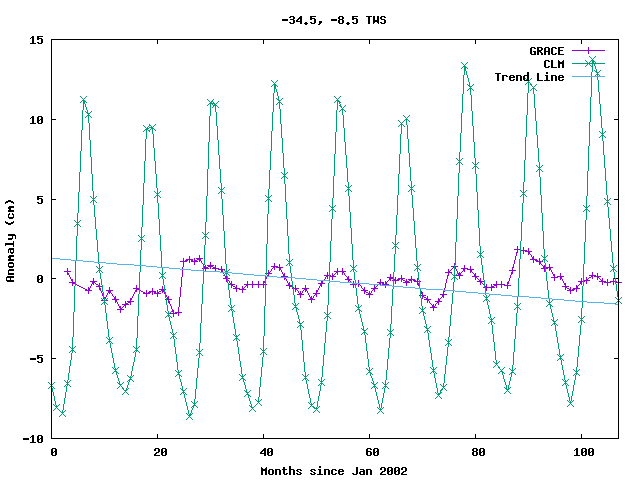 -34.5, -8.5 TWS
GRACE
CLM
Trend Line
15
10
5
0
-5
-10
Anomaly (cm)
0 20 40 60 80 100
Months since Jan 2002